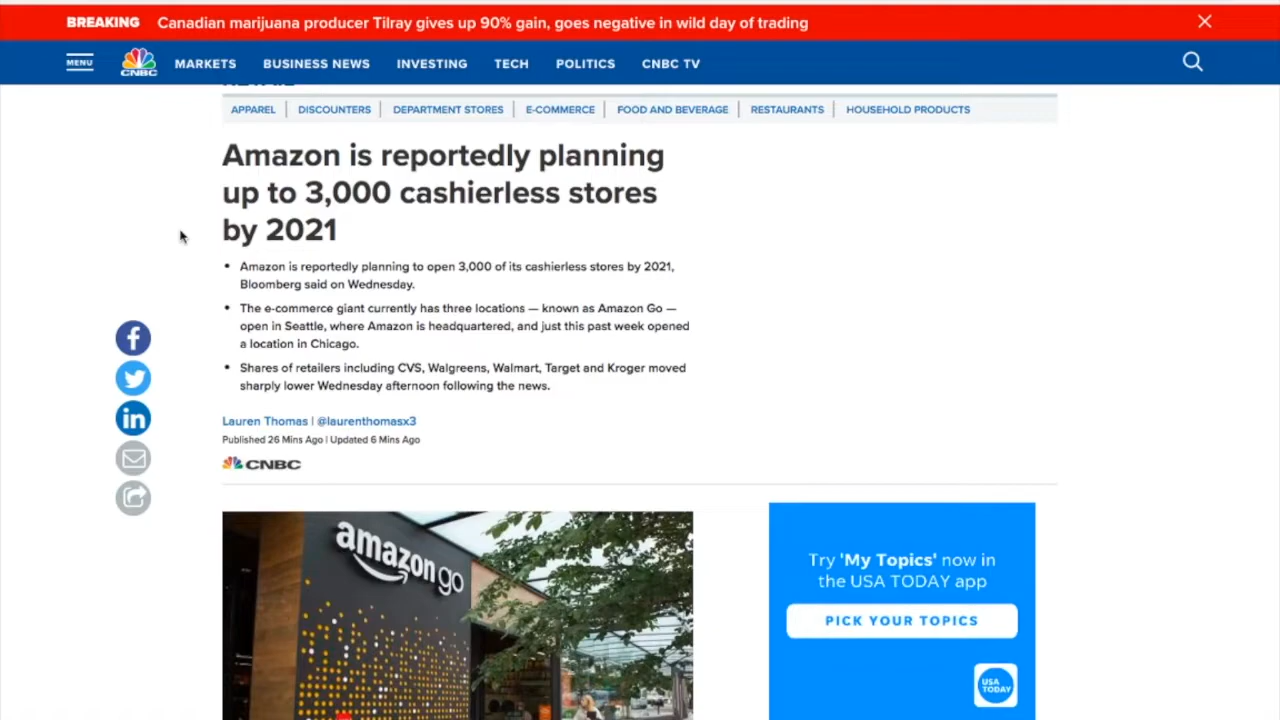 BREAKING Canadian marijuana producer Tilray gives up 90% gain, goes negative in wild day of trading
MENU CNBC MARKETS BUSINESS NEWS INVESTING TECH POLITICS CNBC TV
APPAREL DISCOUNTERS DEPARTMENT STORES E-COMMERCE FOOD AND BEVERAGE RESTAURANTS HOUSEHOLD PRODUCTS
Amazon is reportedly planning
up to 3,000 cashierless stores
by 2021
• Amazon is reportedly planning to open 3,000 of its cashierless stores by 2021,
Bloomberg said on Wednesday.
• The e-commerce giant currently has three locations — known as Amazon Go —
open in Seattle, where Amazon is headquartered, and just this past week opened
a location in Chicago.
• Shares of retailers including CVS, Walgreens, Walmart, Target and Kroger moved
sharply lower Wednesday afternoon following the news.
Lauren Thomas | @laurenthomasx3
Published 26 Mins Ago | Updated 6 Mins Ago
CNBC
amazon go
Try 'My Topics' now in
the USA TODAY app
PICK YOUR TOPICS
USA
TODAY